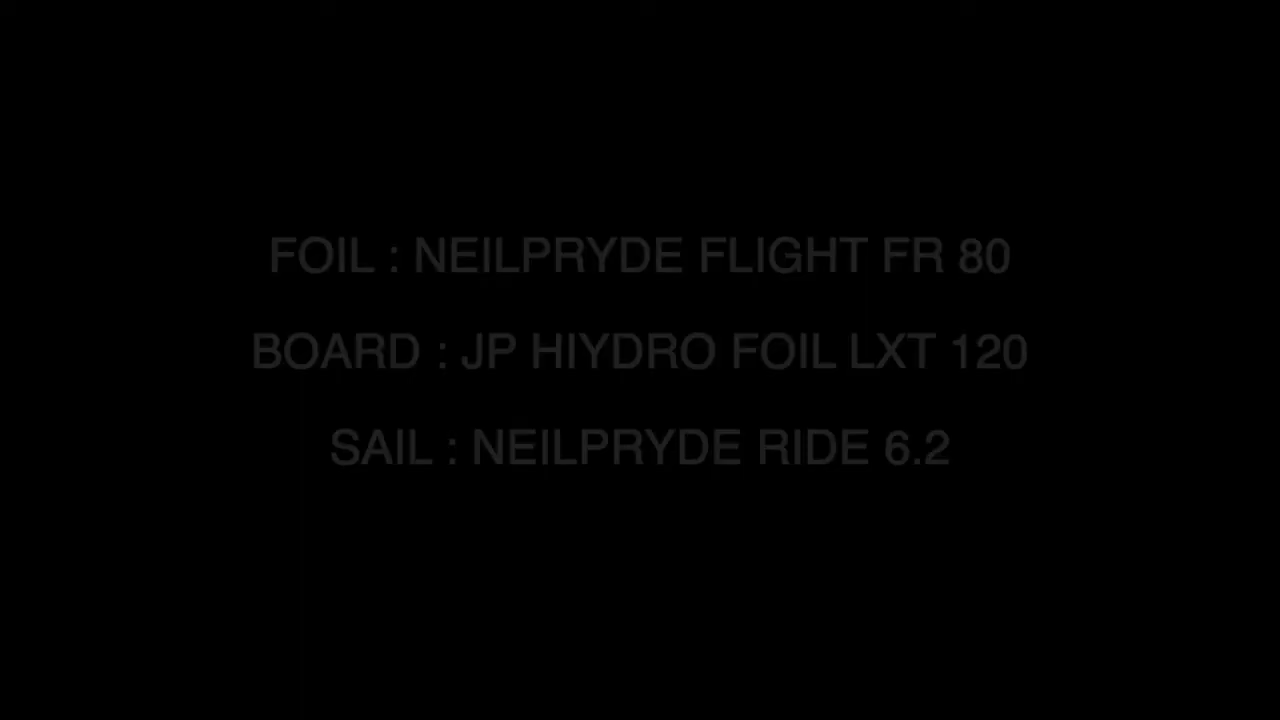 FOIL : NEILPRYDE FLIGHT FR 80
BOARD : JP HIYDRO FOIL LXT 120
SAIL : NEILPRYDE RIDE 6.2